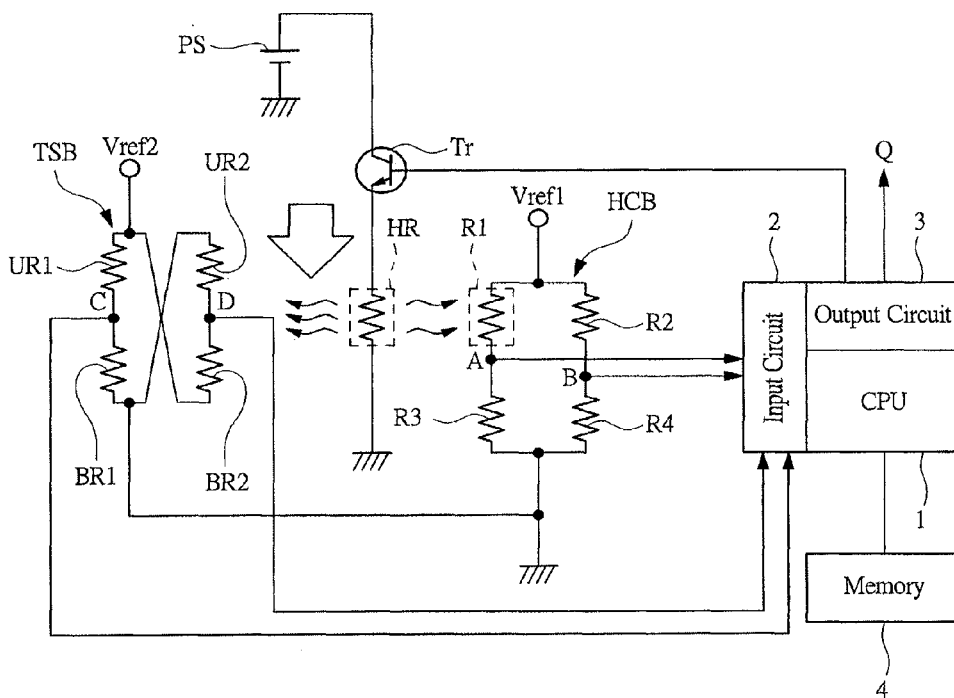 PS
Tr
Q
TSB
Vref2
UR2
Vref1
HCB
HR
R1
2
3
UR1
C
D
R2
Input Circuit
Output Circuit
A
B
CPU
R3
R4
BR1
BR2
1
Memory
4